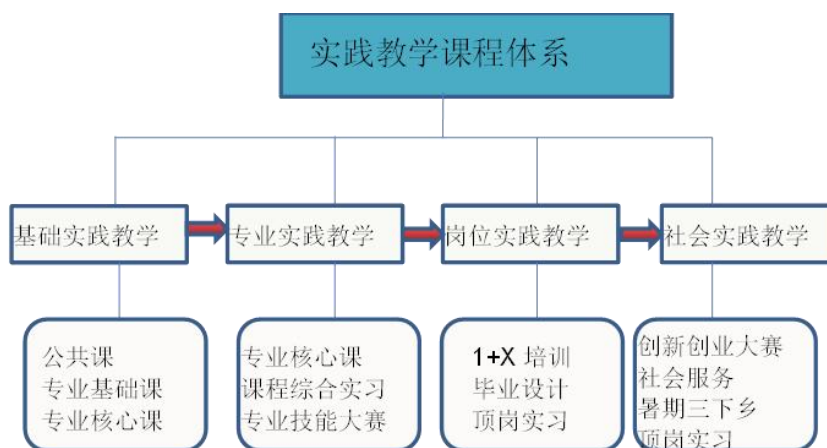 实践教学课程体系
基础实践教学
专业实践教学
岗位实践教学
社会实践教学
公共课
专业基础课
专业核心课
专业核心课
课程综合实习
专业技能大赛
1+X 培训
毕业设计
顶岗实习
创新创业大赛
社会服务
暑期三下乡
顶岗实习